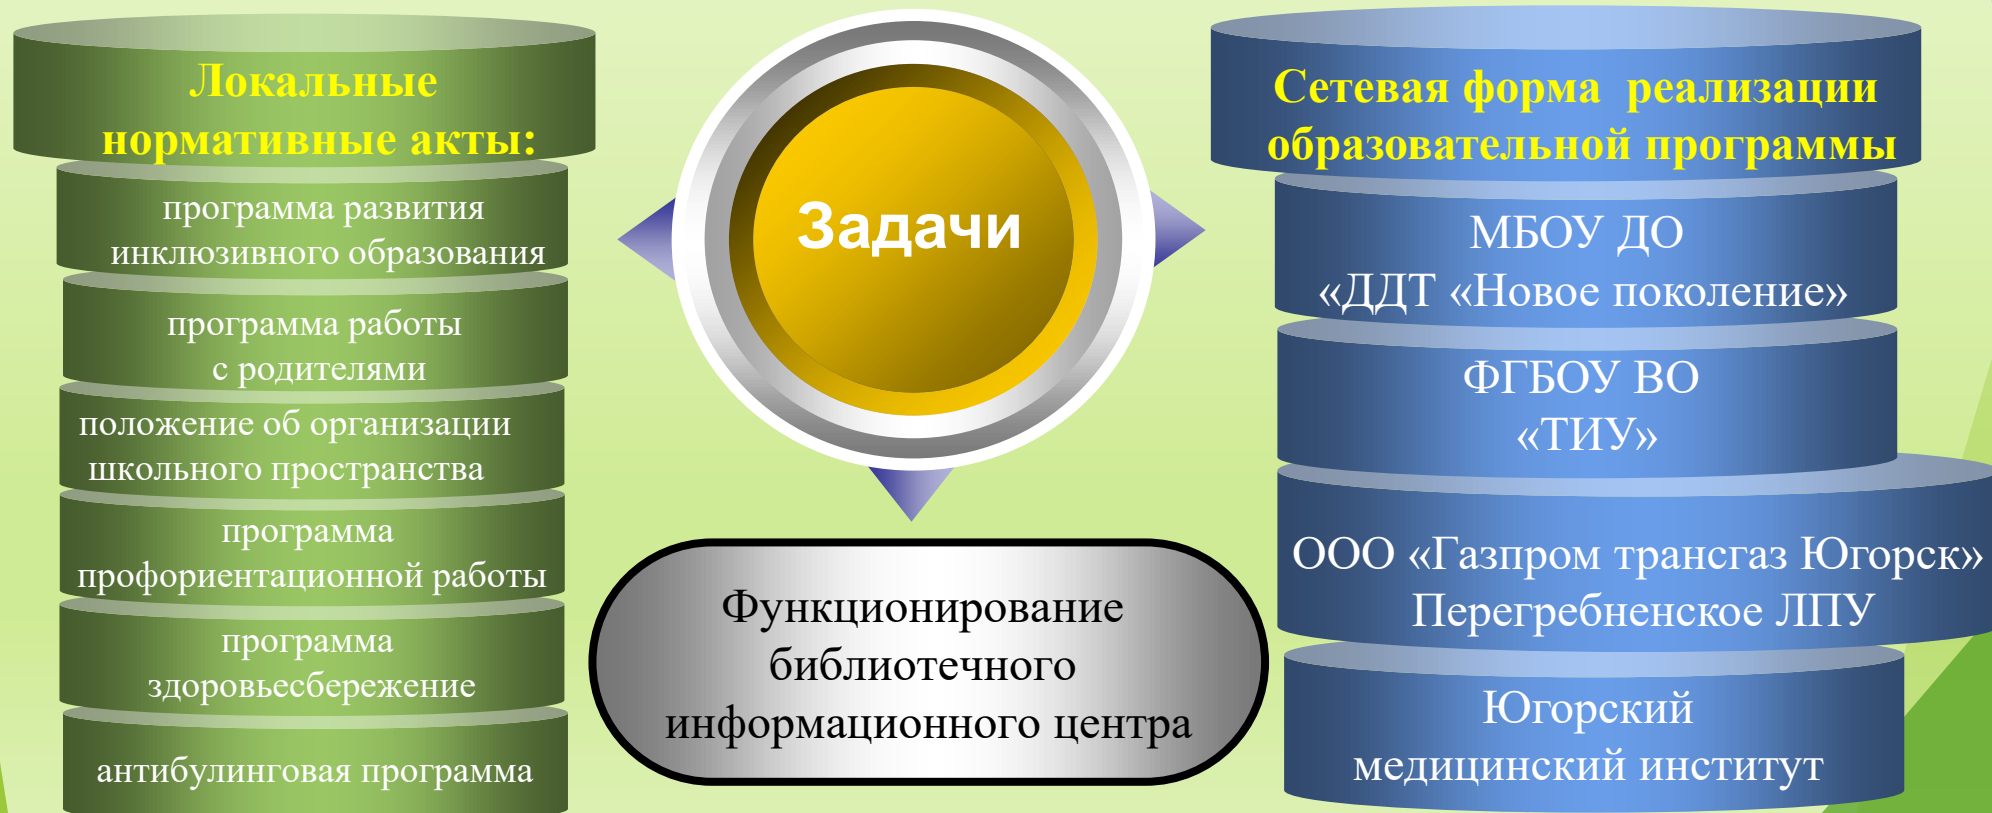 Локальные
нормативные акты:
программа развития
инклюзивного образования
программа работы
с родителями
положение об организации
школьного пространства
программа
профориентационной работы
программа
здоровьесбережение
антибулинговая программа
Задачи
Функционирование
библиотечного
информационного центра
Сетевая форма реализации
образовательной программы
МБОУ ДО
«ДДТ «Новое поколение»
ФГБОУ ВО
«ТИУ»
ООО «Газпром трансгаз Югорск»
Перегребненское ЛПУ
Югорский
медицинский институт